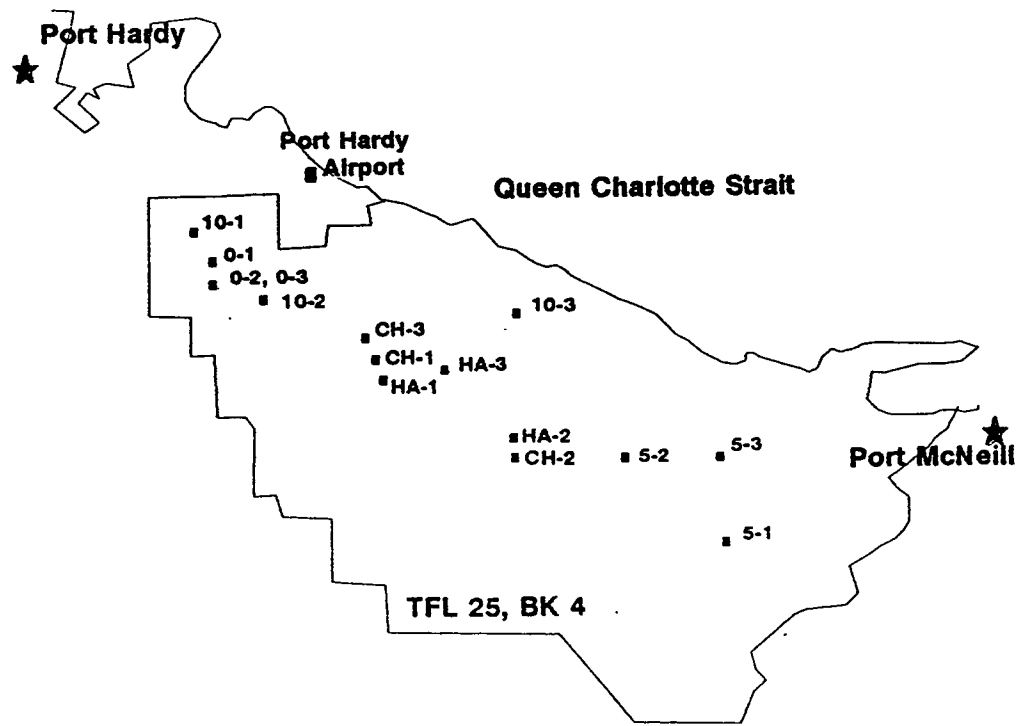 Port Hardy
Port Hardy
Airport
Queen Charlotte Strait
10-1
0-1
0-2, 0-3
10-2
10-3
CH-3
CH-1
HA-3
HA-1
HA-2
CH-2
5-2
5-3
Port McNeill
5-1
TFL 25, BK 4